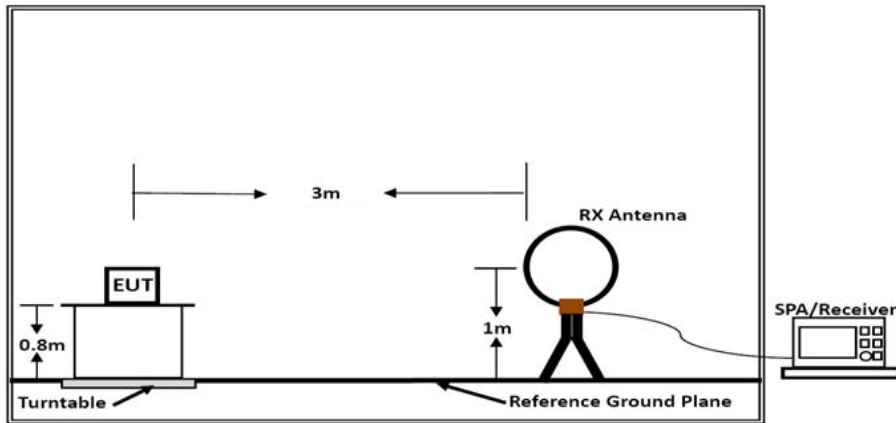 3m
RX Antenna
EUT
SPA/Receiver
0.8m
1m
Turntable
Reference Ground Plane